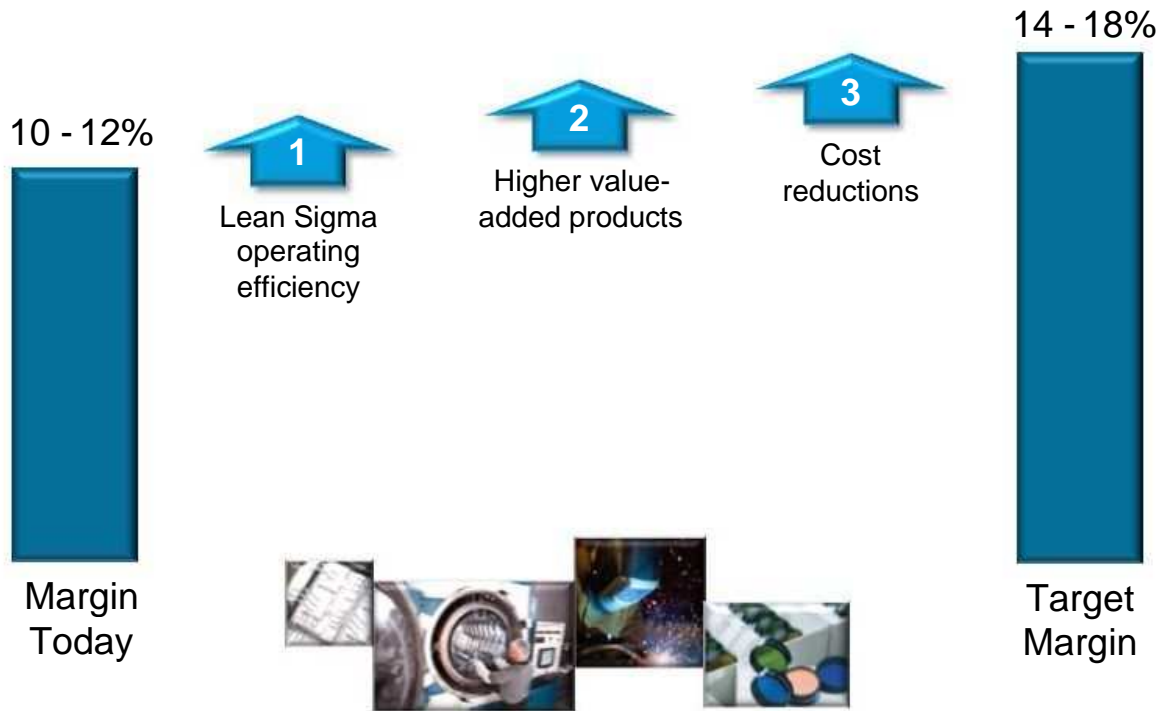 14 - 18%
10 - 12%
1
2
3
Lean Sigma
operating
efficiency
Higher value-
added products
Cost
reductions
Margin
Today
Target
Margin